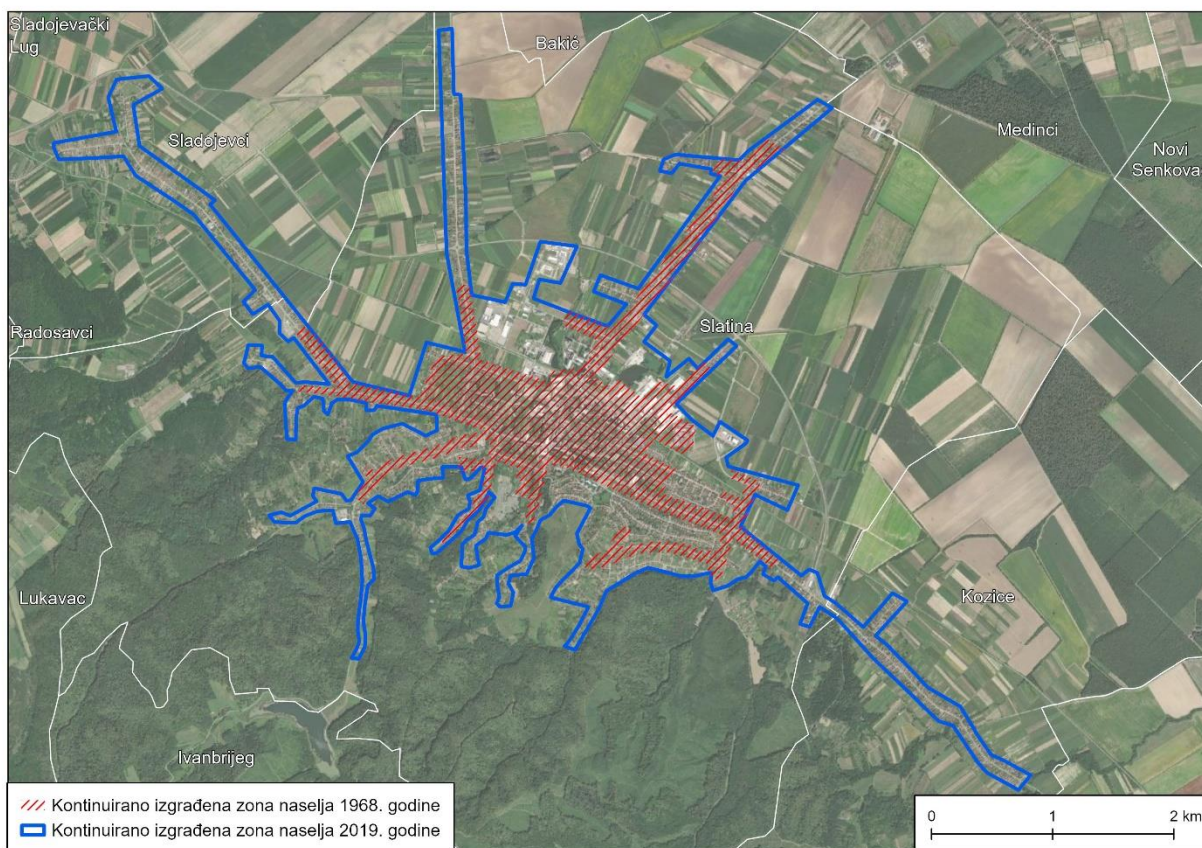 Sladojevački
Lug
Bakić
Sladojevci
Medinci
Novi
Senkova
Radosavci
Slatina
Lukavac
Kozice
Ivanbrijeg
Kontinuirano izgrađena zona naselja 1968. godine
Kontinuirano izgrađena zona naselja 2019. godine
0 1 2 km